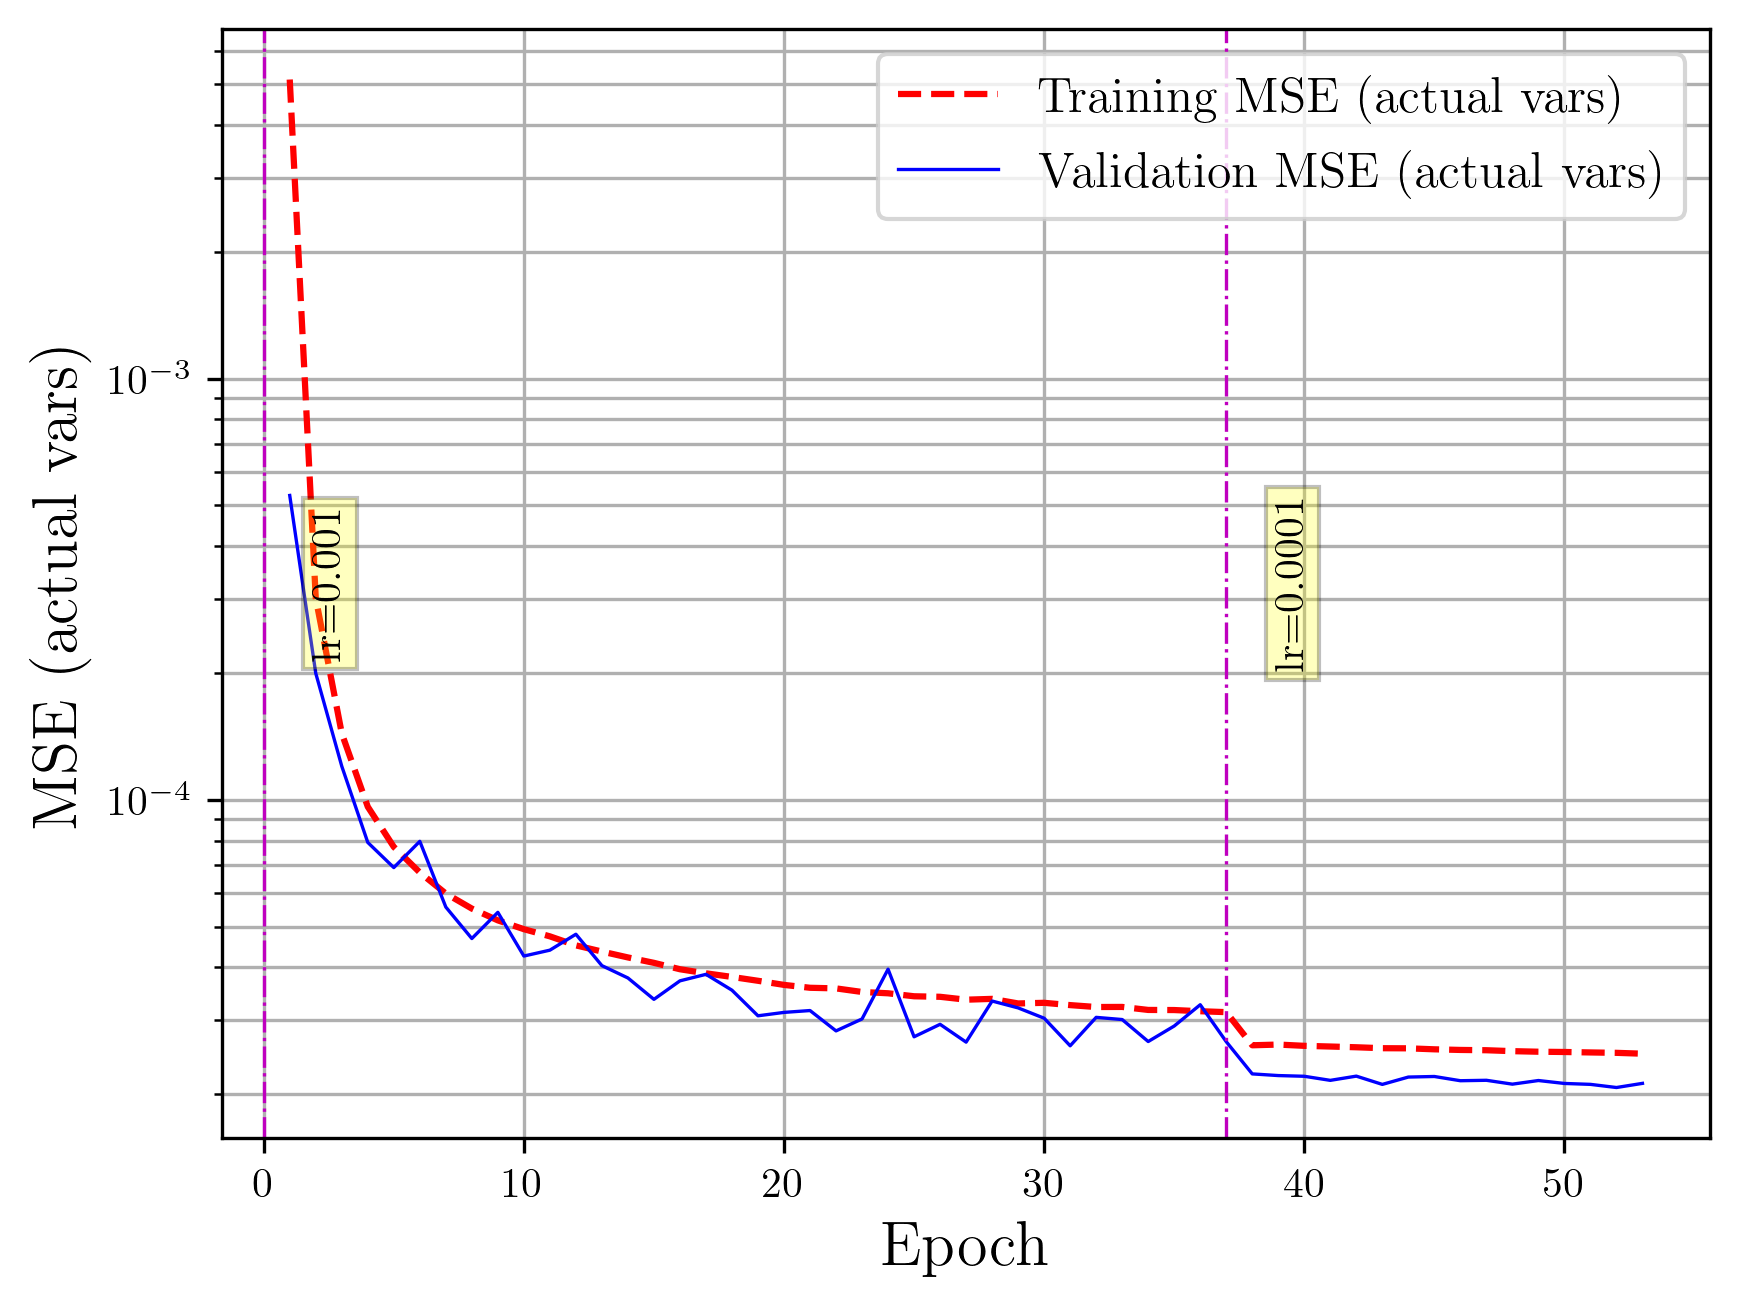 Training MSE (actual vars)
Validation MSE (actual vars)
MSE (actual vars)
10⁻³
10⁻⁴
lr=0.001
lr=0.0001
0 10 20 30 40 50
Epoch